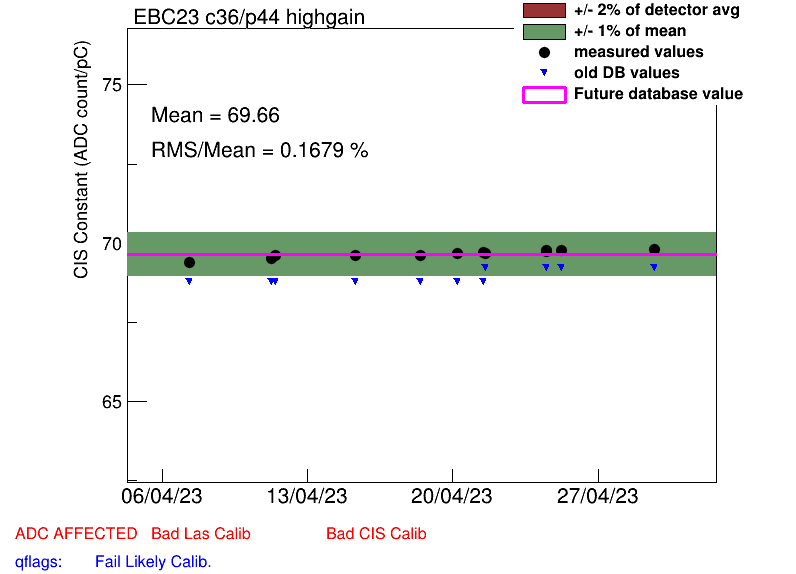 EBC23 c36/p44 highgain
+/- 2% of detector avg
+/- 1% of mean
measured values
old DB values
Future database value
CIS Constant (ADC count/pC)
75
70
65
Mean = 69.66
RMS/Mean = 0.1679 %
06/04/23 13/04/23 20/04/23 27/04/23
ADC AFFECTED Bad Las Calib Bad CIS Calib
qflags: Fail Likely Calib.